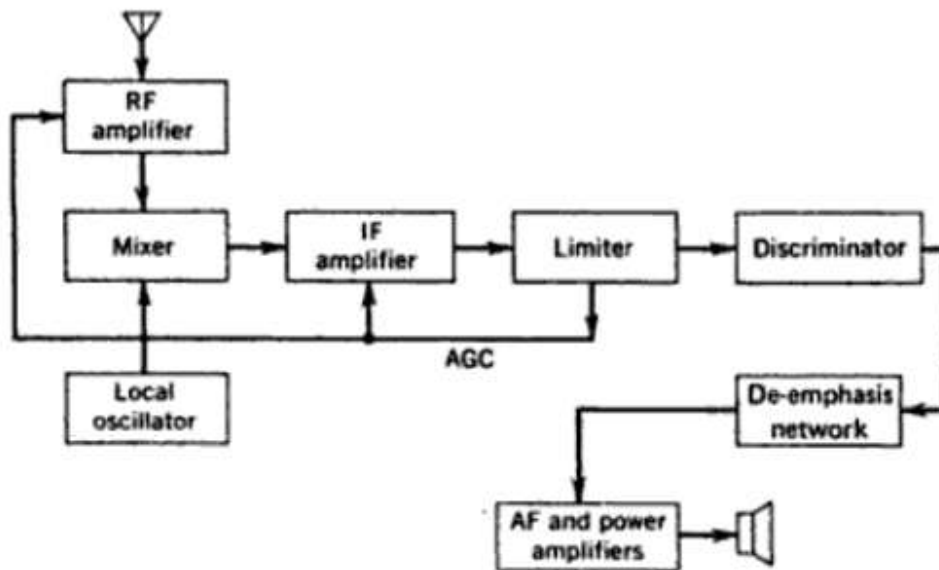 RF
amplifier
Mixer
IF
amplifier
Limiter
Discriminator
AGC
Local
oscillator
De-emphasis
network
AF and power
amplifiers